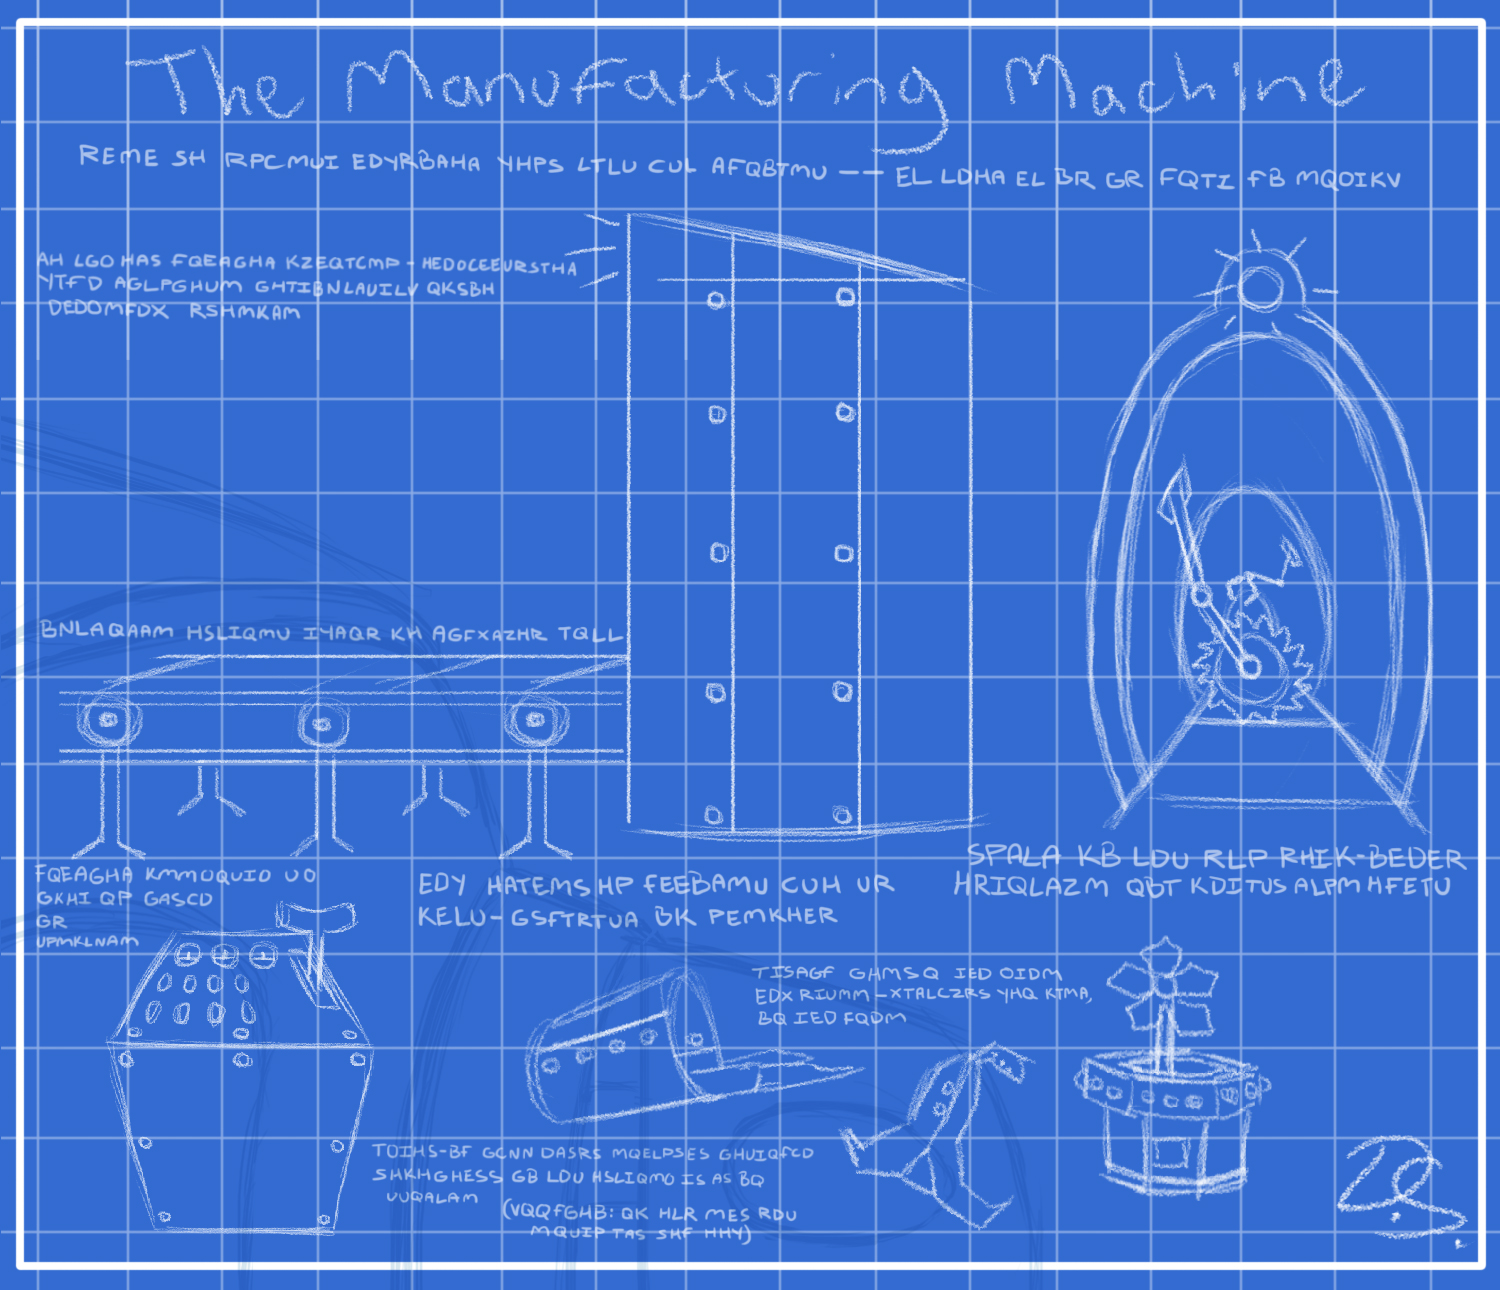 The Manufacturing Machine
REME SH RPCMUI EDYRBAHA YHPS LTLU CUL AFQBTMU -- EL LDHA EL BR GR FQTI FB MQOIKV
AH LGO HAS FQEAGHA KZEQTCMP - HEDOCEEURSTHA
YTFD AGLPGHUM GHTIBNLAUILV QKSBH
DEDOMFDX RSHMKAM
BNLAQAAM HSLIQMU IYAQR KH AGFXAZHR TQLL
SPALA KB LDU RLP RHIK-BEDER
HRIQLAZM QBT KDITUS ALPM HFETU
FQEAGHA KMMOQUIO UO
GKHI QP GASCD
GR
UPMKLNAM
EDY HATEMS HP FEEBAMU CUH UR
KELU-GSFTRTUA BK PEMKHER
TISAGF GHMSQ IED OIDM
EDX RIUMM - XTALCZRS YHQ KTMA,
BQ IED FQDM
TOIHS-BF GCNN DASRS MQELPSES GHUIQFCD
SHKHGHESS GB LDU HSLIQMO IS AS BQ
UUQALAM
(VQQFGHB: QK HLR MES RDU
MQUIP TAS SHF HHY)